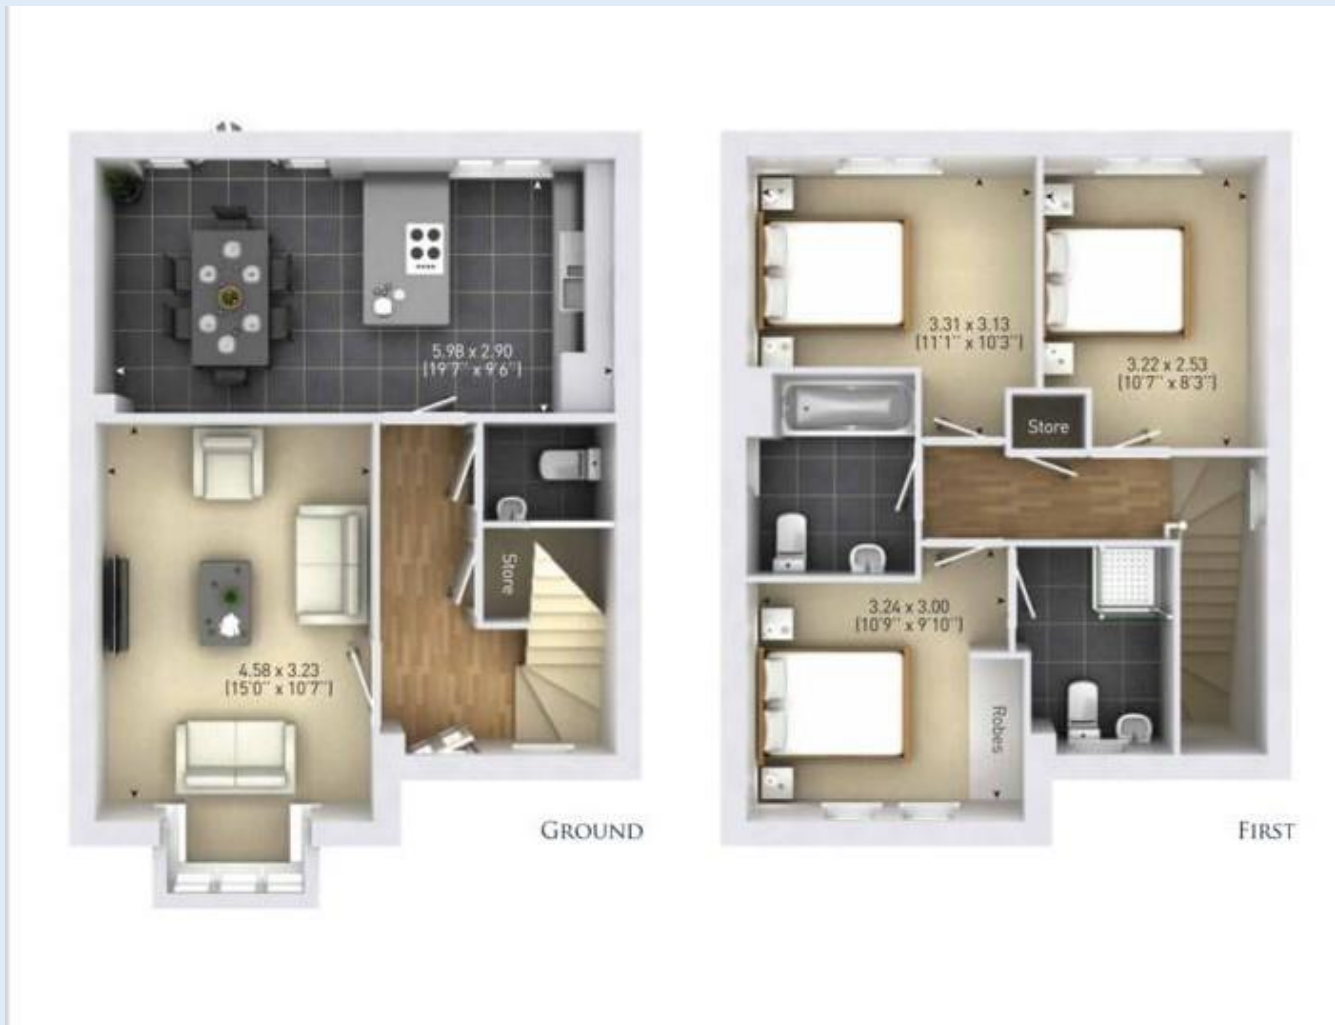 5.98 x 2.90
(19'7" x 9'6")
Store
4.58 x 3.23
(15'0" x 10'7")
GROUND
3.31 x 3.13
(11'1" x 10'3")
3.22 x 2.53
(10'7" x 8'3")
Store
3.24 x 3.00
(10'9" x 9'10")
Robes
FIRST